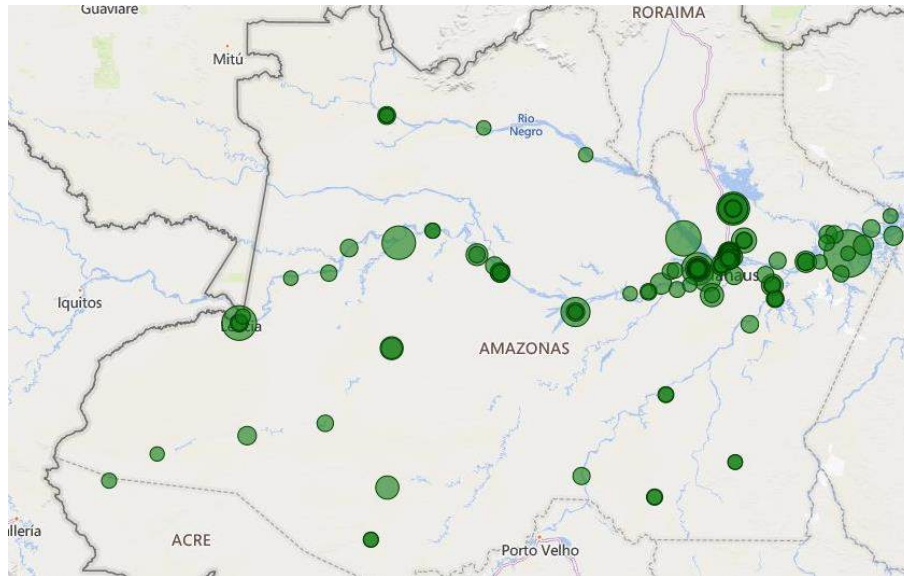 Guaviare
RORAIMA
Mitú
Rio
Negro
Iquitos
AMAZONAS
ACRE
Porto Velho